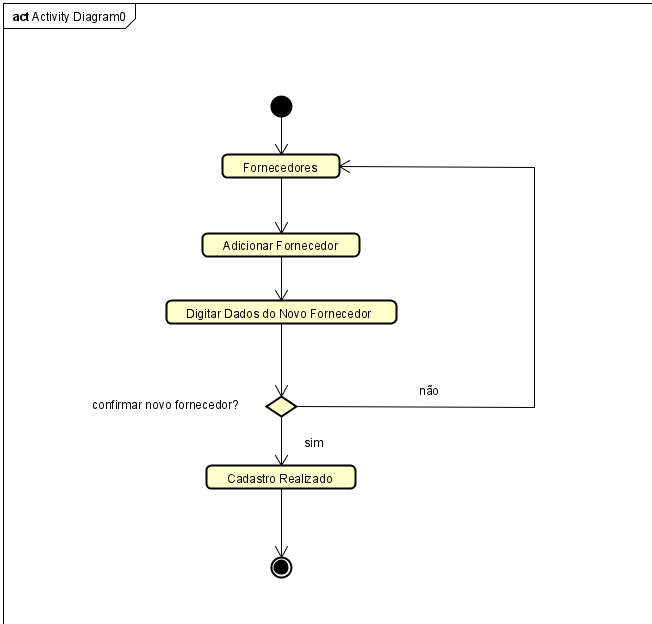 act Activity Diagram0
Fornecedores
Adicionar Fornecedor
Digitar Dados do Novo Fornecedor
não
confirmar novo fornecedor?
sim
Cadastro Realizado